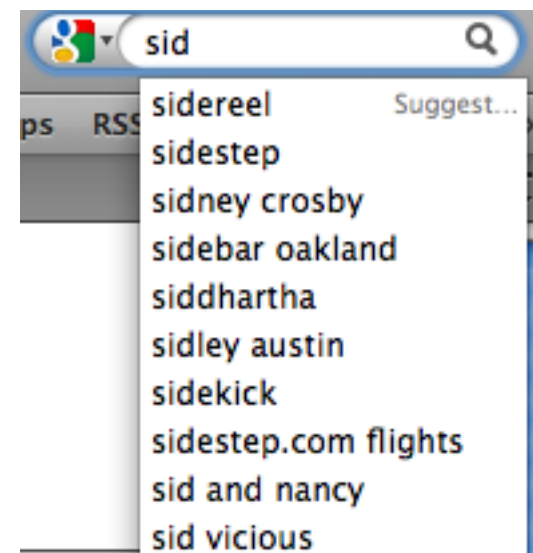 sid
sidereel Suggest...
ps RSS
sidestep
sidney crosby
sidebar oakland
siddhartha
sidley austin
sidekick
sidestep.com flights
sid and nancy
sid vicious